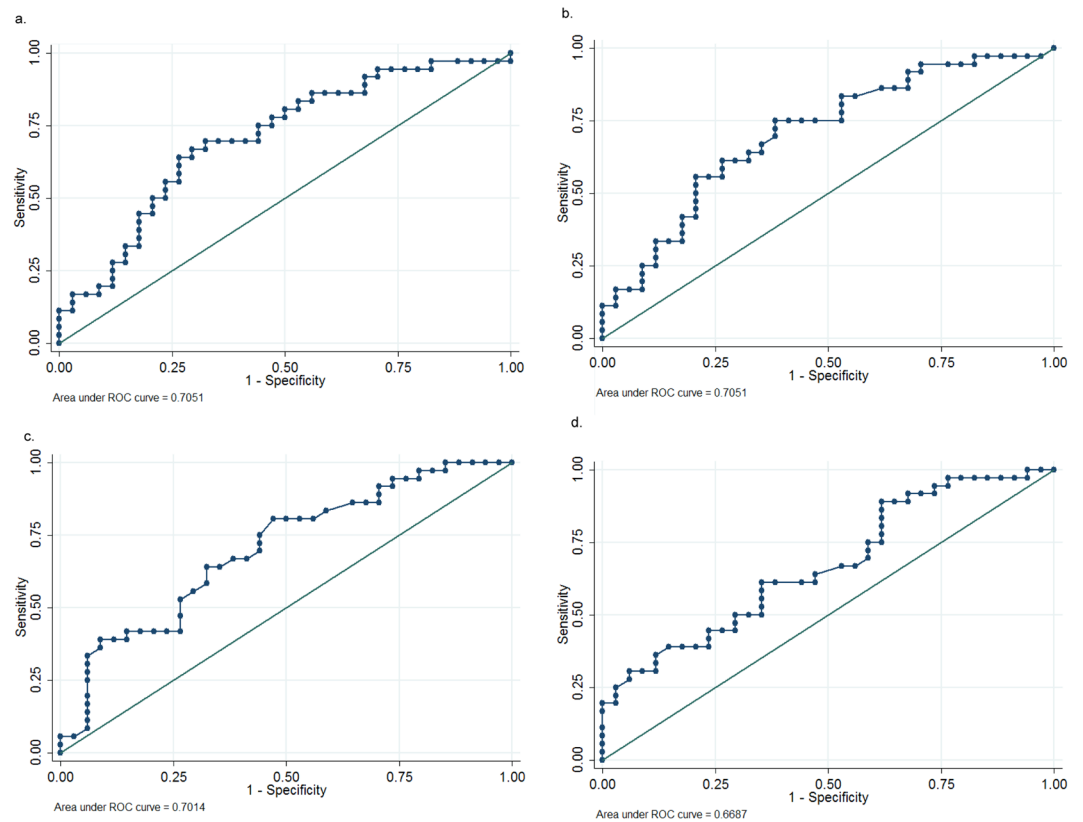 a.
Sensitivity
0.00 0.25 0.50 0.75 1.00
0.00 0.25 0.50 0.75 1.00
1 - Specificity
Area under ROC curve = 0.7051
b.
Sensitivity
0.00 0.25 0.50 0.75 1.00
0.00 0.25 0.50 0.75 1.00
1 - Specificity
Area under ROC curve = 0.7051
c.
Sensitivity
0.00 0.25 0.50 0.75 1.00
0.00 0.25 0.50 0.75 1.00
1 - Specificity
Area under ROC curve = 0.7014
d.
Sensitivity
0.00 0.25 0.50 0.75 1.00
0.00 0.25 0.50 0.75 1.00
1 - Specificity
Area under ROC curve = 0.6687